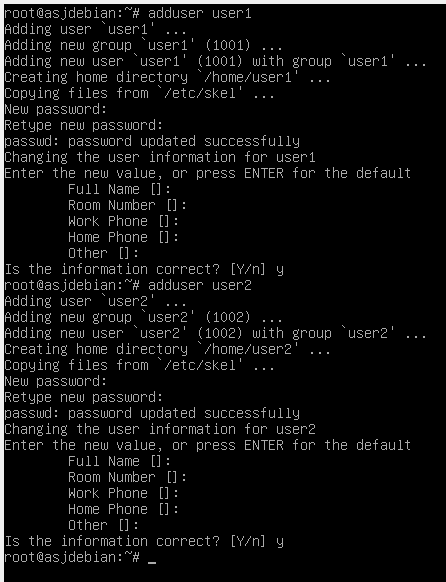 root@asjdebian:~# adduser user1
Adding user `user1' ...
Adding new group `user1' (1001) ...
Adding new user `user1' (1001) with group `user1' ...
Creating home directory `/home/user1' ...
Copying files from `/etc/skel' ...
New password:
Retype new password:
passwd: password updated successfully
Changing the user information for user1
Enter the new value, or press ENTER for the default
Full Name []:
Room Number []:
Work Phone []:
Home Phone []:
Other []:
Is the information correct? [Y/n] y
root@asjdebian:~# adduser user2
Adding user `user2' ...
Adding new group `user2' (1002) ...
Adding new user `user2' (1002) with group `user2' ...
Creating home directory `/home/user2' ...
Copying files from `/etc/skel' ...
New password:
Retype new password:
passwd: password updated successfully
Changing the user information for user2
Enter the new value, or press ENTER for the default
Full Name []:
Room Number []:
Work Phone []:
Home Phone []:
Other []:
Is the information correct? [Y/n] y
root@asjdebian:~# _